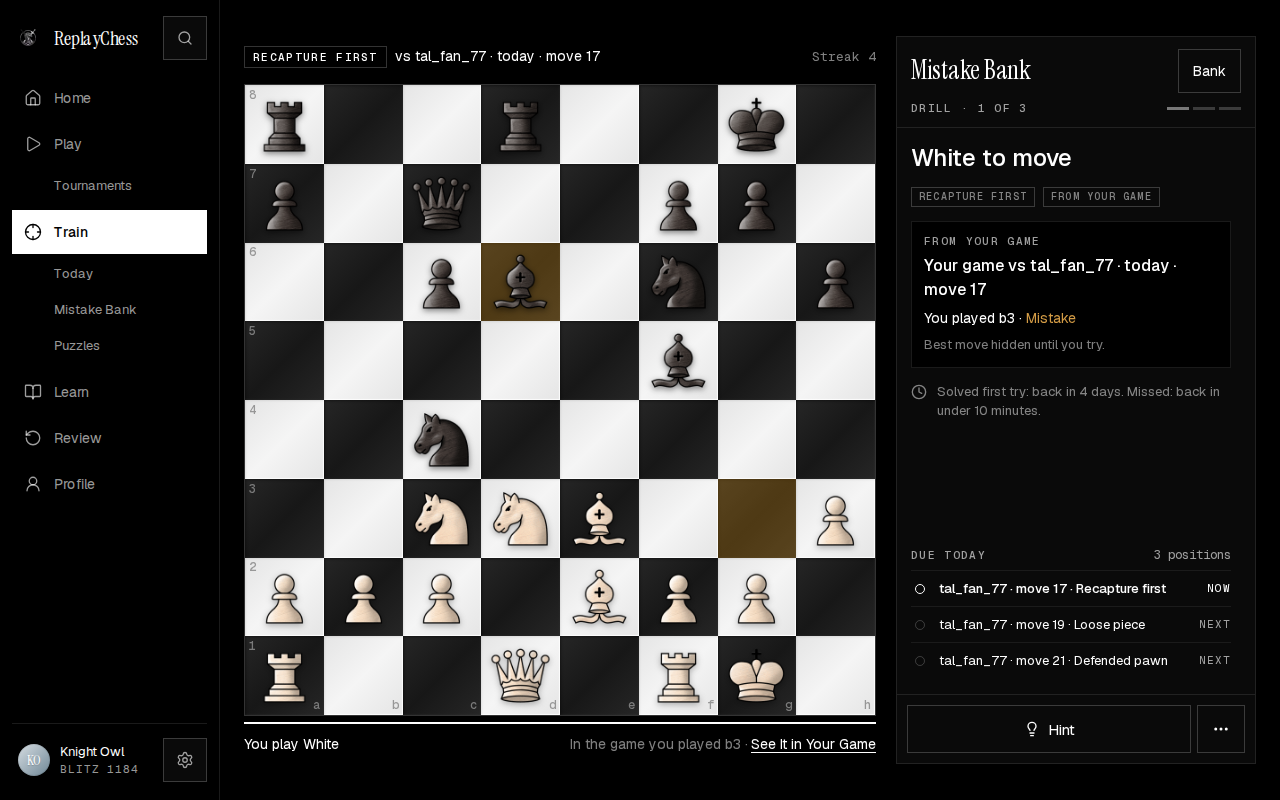 ReplayChess
Home
Play
Tournaments
Train
Today
Mistake Bank
Puzzles
Learn
Review
Profile
KO
Knight Owl
BLITZ 1184
RECAPTURE FIRST vs tal_fan_77 · today · move 17
Streak 4
8
7
6
5
4
3
2
1
a b c d e f g h
You play White
In the game you played b3 · See It in Your Game
Mistake Bank
Bank
DRILL · 1 OF 3
White to move
RECAPTURE FIRST FROM YOUR GAME
FROM YOUR GAME
Your game vs tal_fan_77 · today ·
move 17
You played b3 · Mistake
Best move hidden until you try.
Solved first try: back in 4 days. Missed: back in
under 10 minutes.
DUE TODAY 3 positions
tal_fan_77 · move 17 · Recapture first NOW
tal_fan_77 · move 19 · Loose piece NEXT
tal_fan_77 · move 21 · Defended pawn NEXT
Hint